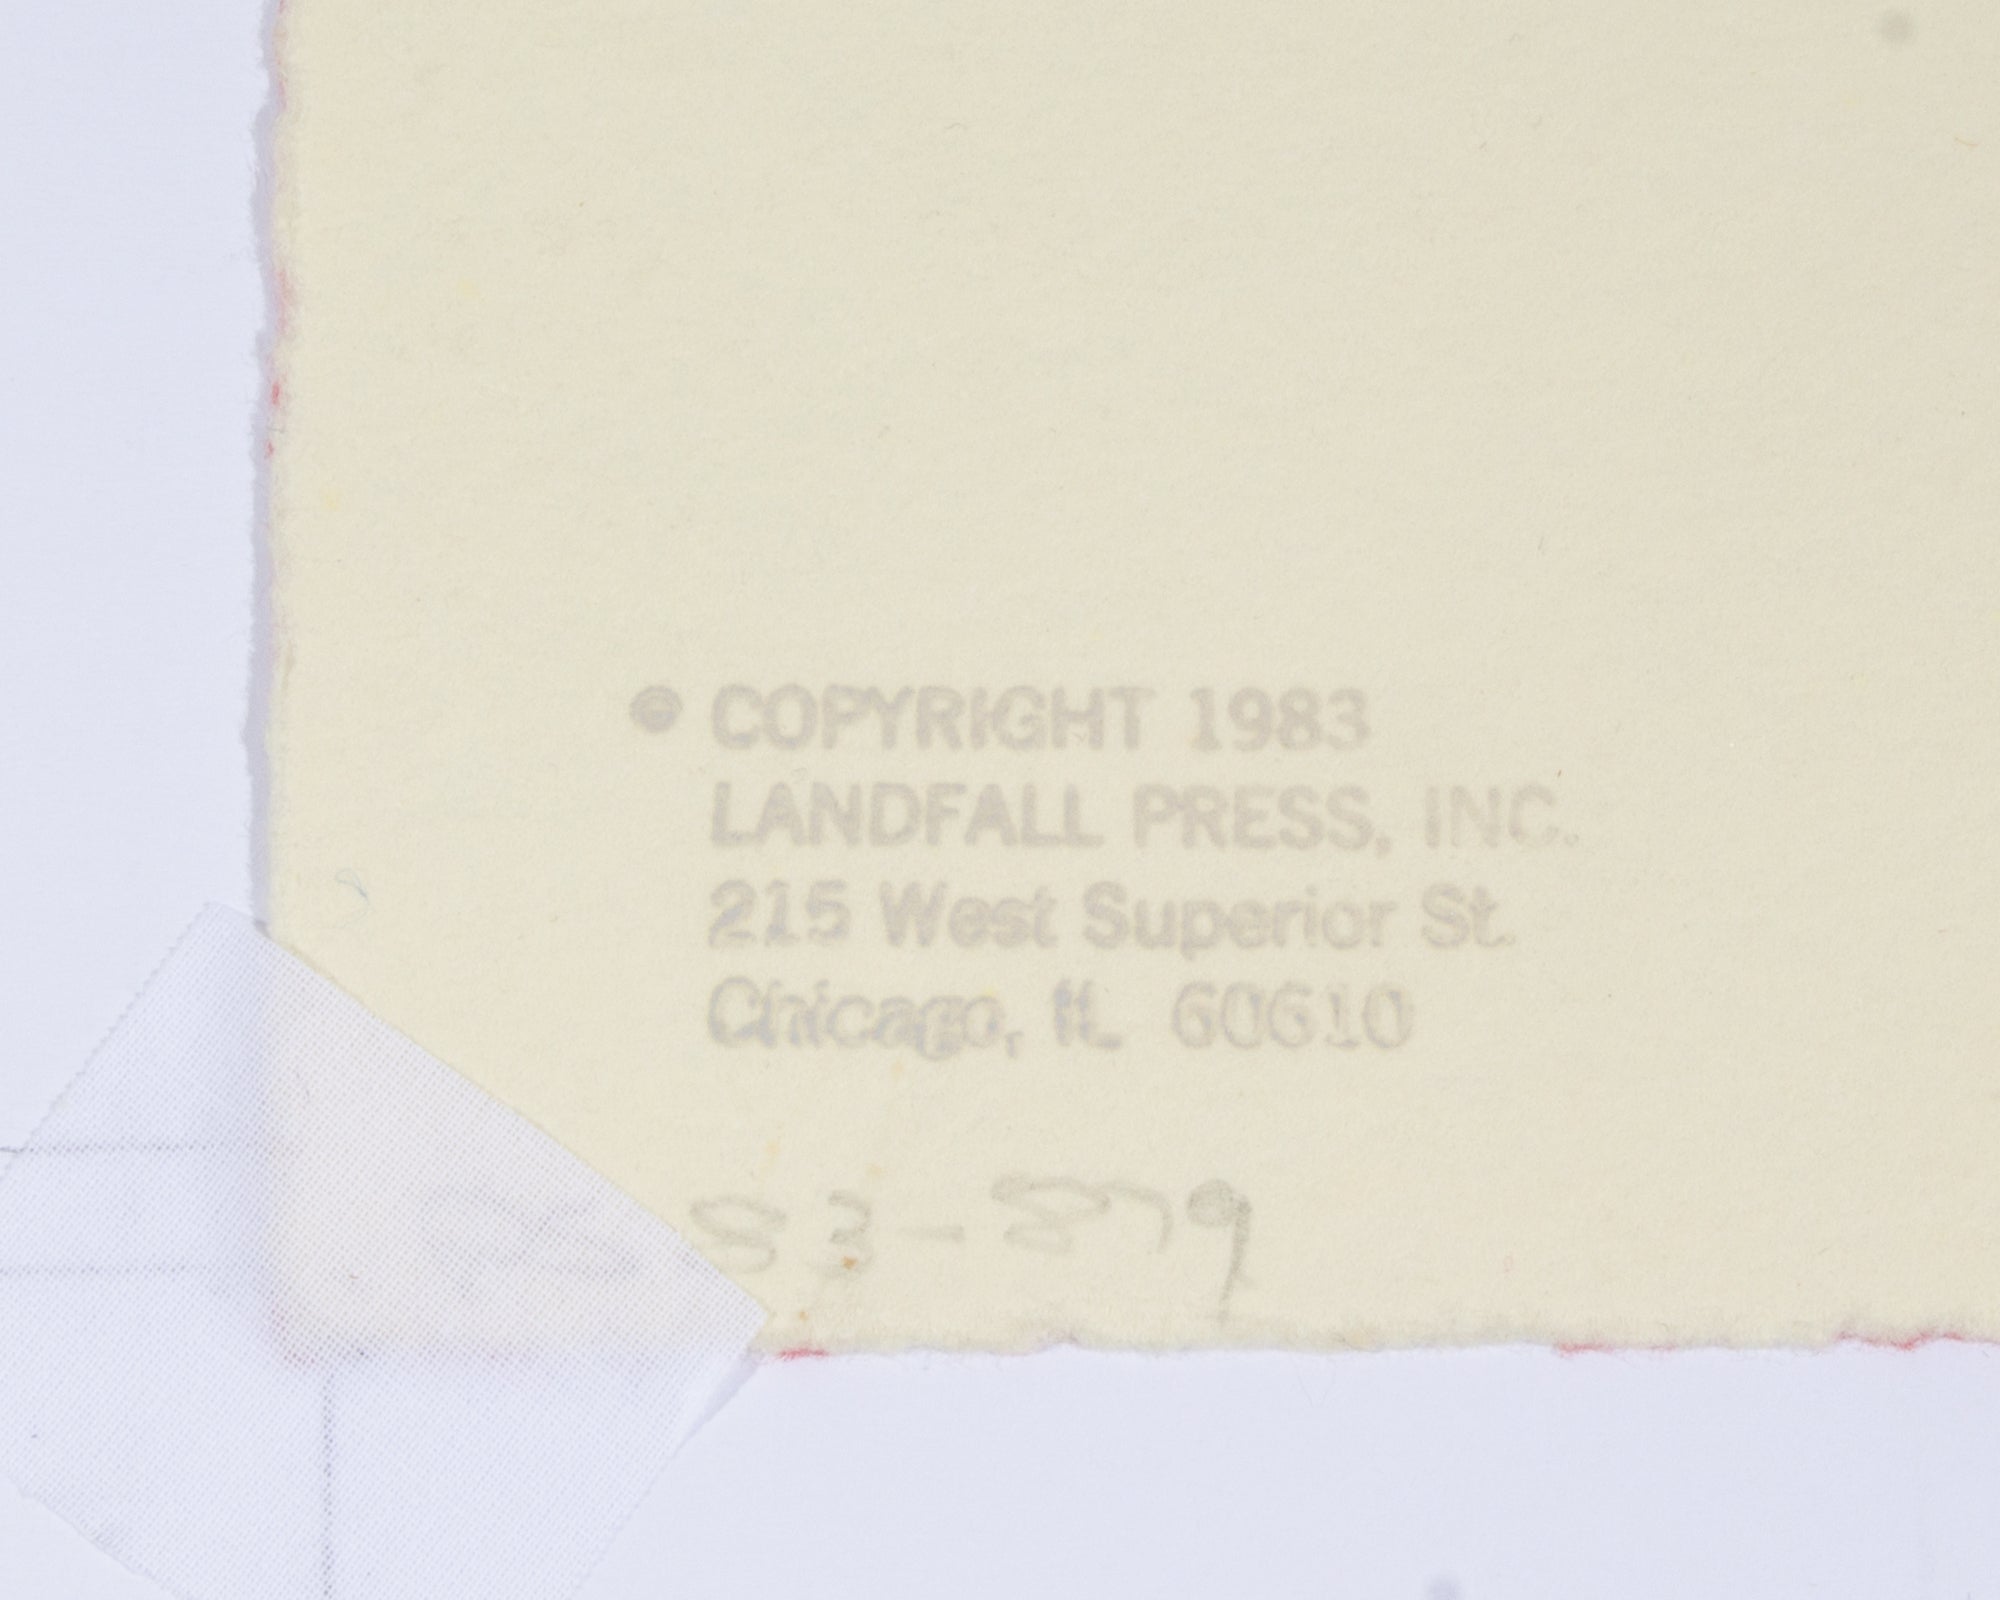 © COPYRIGHT 1983
LANDFALL PRESS, INC.
215 West Superior St.
Chicago, IL 60610
83-879